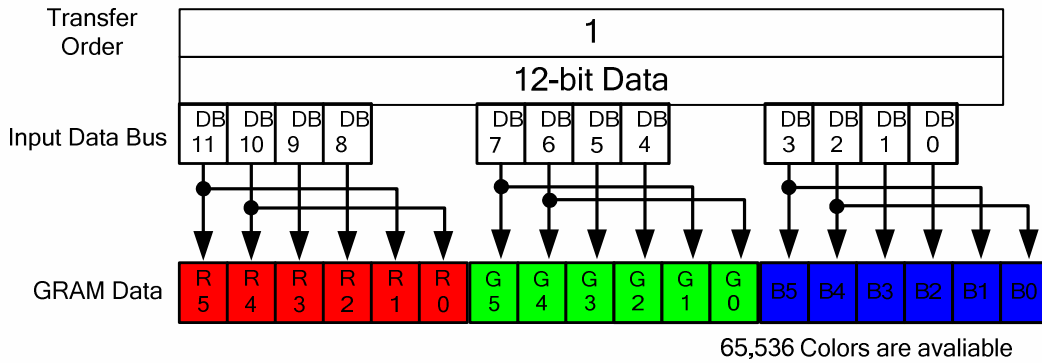 Transfer Order
1
12-bit Data
Input Data Bus
DB 11 DB 10 DB 9 DB 8 DB 7 DB 6 DB 5 DB 4 DB 3 DB 2 DB 1 DB 0
GRAM Data
R 5 R 4 R 3 R 2 R 1 R 0 G 5 G 4 G 3 G 2 G 1 G 0 B5 B4 B3 B2 B1 B0
65,536 Colors are avaliable